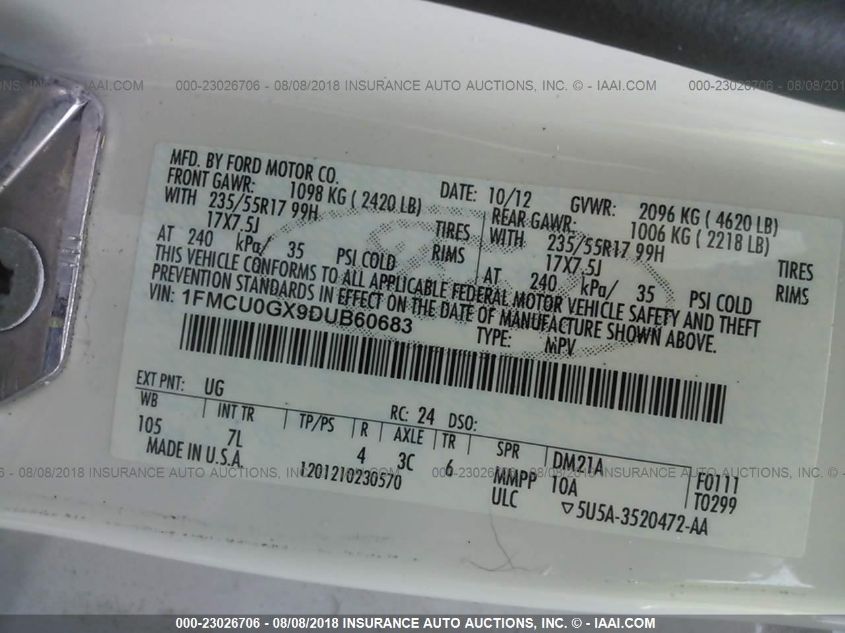 000-23026706 - 08/08/2018 INSURANCE AUTO AUCTIONS, INC. © - IAAI.COM
000-23026706 - 08/08/2018
MFD. BY FORD MOTOR CO.
DATE: 10/12 GVWR: 2096 KG ( 4620 LB)
FRONT GAWR: 1098 KG ( 2420 LB)
REAR GAWR: 1006 KG ( 2218 LB)
WITH 235/55R17 99H TIRES
WITH 235/55R17 99H TIRES
17X7.5J RIMS
17X7.5J RIMS
AT 240 kPa/ 35 PSI COLD
AT 240 kPa/ 35 PSI COLD
THIS VEHICLE CONFORMS TO ALL APPLICABLE FEDERAL MOTOR VEHICLE SAFETY AND THEFT
PREVENTION STANDARDS IN EFFECT ON THE DATE OF MANUFACTURE SHOWN ABOVE.
VIN: 1FMCU0GX9DUB60683
TYPE: MPV
EXT PNT: UG RC: 24 DSO:
WB INT TR TP/PS R AXLE TR SPR DM21A F0111
105 7L 4 3C 6 MMPP 10A T0299
MADE IN U.S.A. L201210230570 ULC ▽5U5A-3520472-AA
000-23026706 - 08/08/2018 INSURANCE AUTO AUCTIONS, INC. © - IAAI.COM